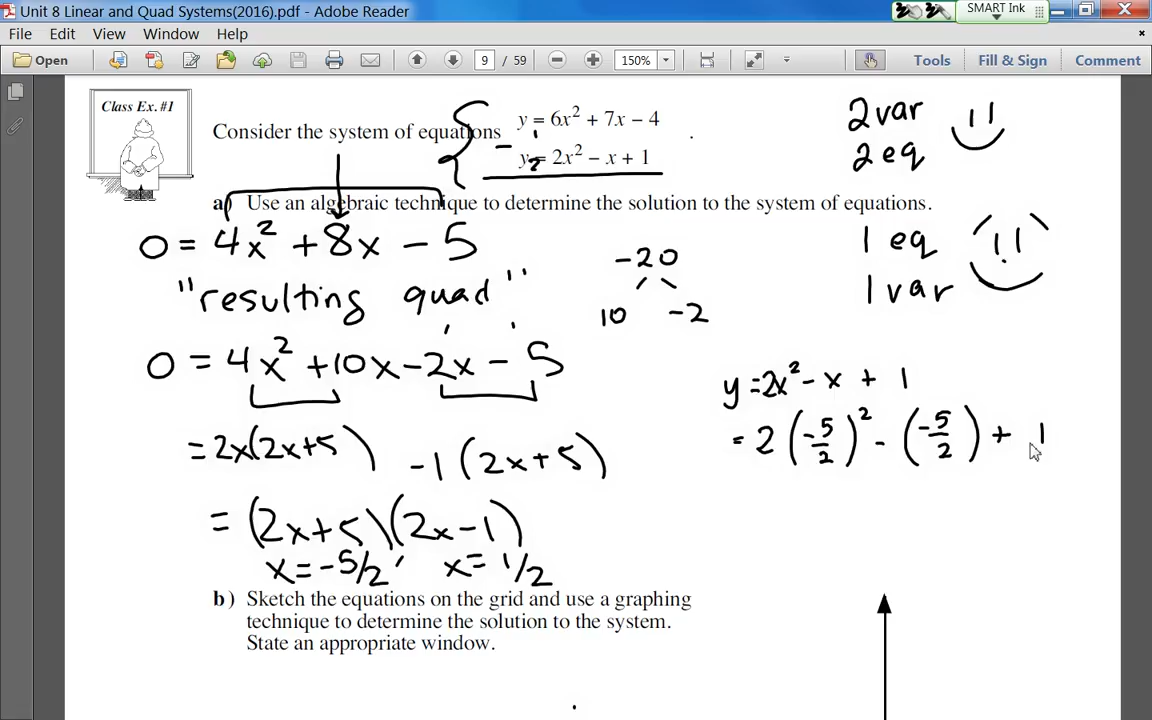 Unit 8 Linear and Quad Systems(2016).pdf - Adobe Reader
SMART Ink
File Edit View Window Help
Open 9 / 59 150% Tools Fill & Sign Comment
Class Ex. #1
Consider the system of equations
y = 6x² + 7x − 4
y = 2x² − x + 1
.
1
−
2
2 var
2 eq
a) Use an algebraic technique to determine the solution to the system of equations.
0 = 4x² + 8x − 5
"resulting quad"
−20
10 −2
1 eq
1 var
0 = 4x² + 10x − 2x − 5
= 2x(2x+5) −1(2x+5)
= (2x+5)(2x−1)
x = −5/2, x = 1/2
y = 2x² − x + 1
= 2(−5/2)² − (−5/2) + 1
b) Sketch the equations on the grid and use a graphing
technique to determine the solution to the system.
State an appropriate window.